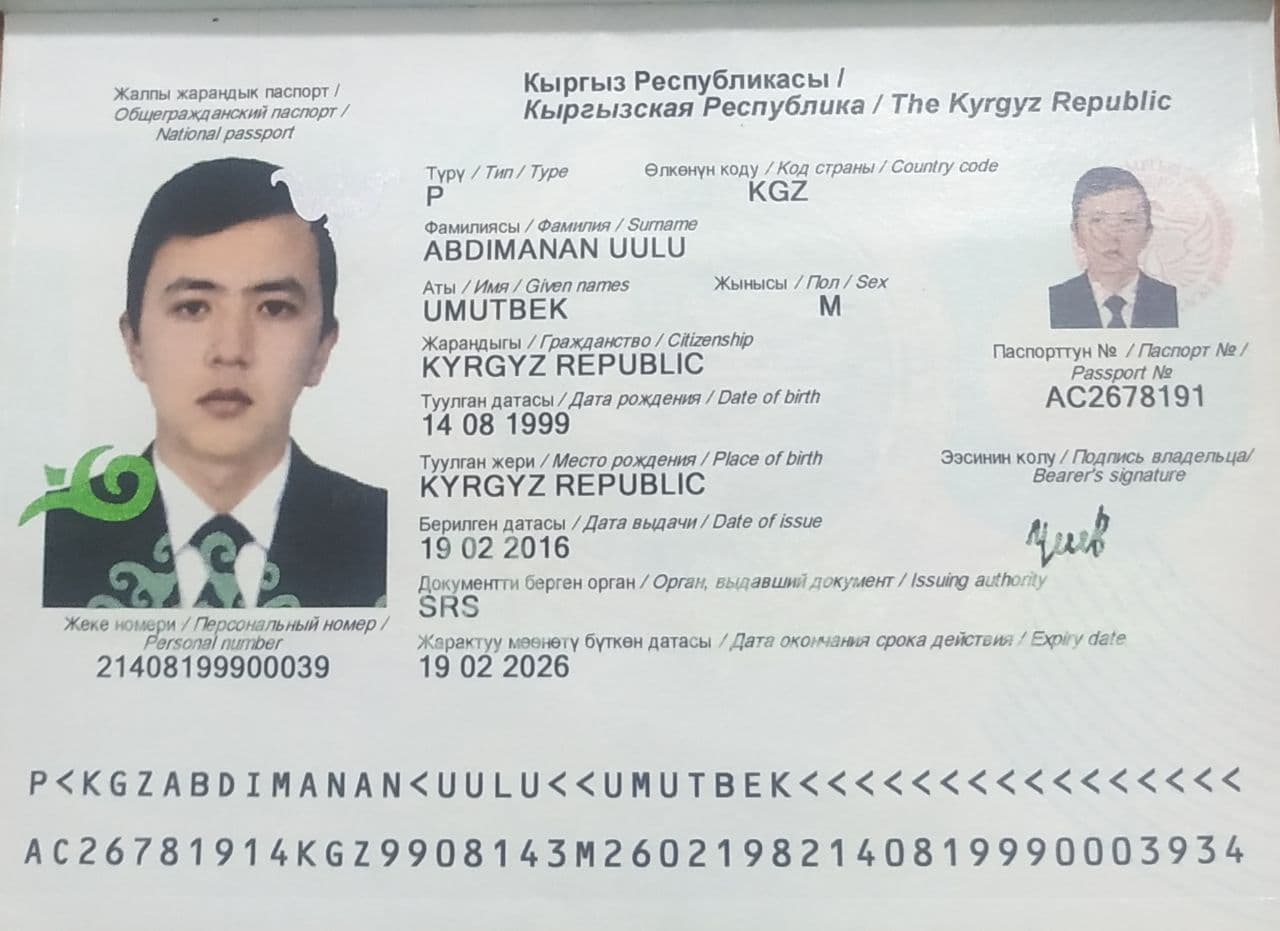 Жалпы жарандык паспорт /
Общегражданский паспорт /
National passport
Кыргыз Республикасы /
Кыргызская Республика / The Kyrgyz Republic
Түрү / Тип / Type
P
Өлкөнүн коду / Код страны / Country code
KGZ
Фамилиясы / Фамилия / Surname
ABDIMANAN UULU
Аты / Имя / Given names
UMUTBEK
Жынысы / Пол / Sex
M
Жарандыгы / Гражданство / Citizenship
KYRGYZ REPUBLIC
Туулган датасы / Дата рождения / Date of birth
14 08 1999
Туулган жери / Место рождения / Place of birth
KYRGYZ REPUBLIC
Берилген датасы / Дата выдачи / Date of issue
19 02 2016
Документти берген орган / Орган, выдавший документ / Issuing authority
SRS
Жарактуу мөөнөтү бүткөн датасы / Дата окончания срока действия / Expiry date
19 02 2026
Паспорттун № / Паспорт № /
Passport №
AC2678191
Ээсинин колу / Подпись владельца/
Bearer's signature
Жеке номери / Персональный номер /
Personal number
21408199900039
P<KGZABDIMANAN<UULU<<UMUTBEK<<<<<<<<<<<<<<<<
AC26781914KGZ9908143M26021982140819990003934